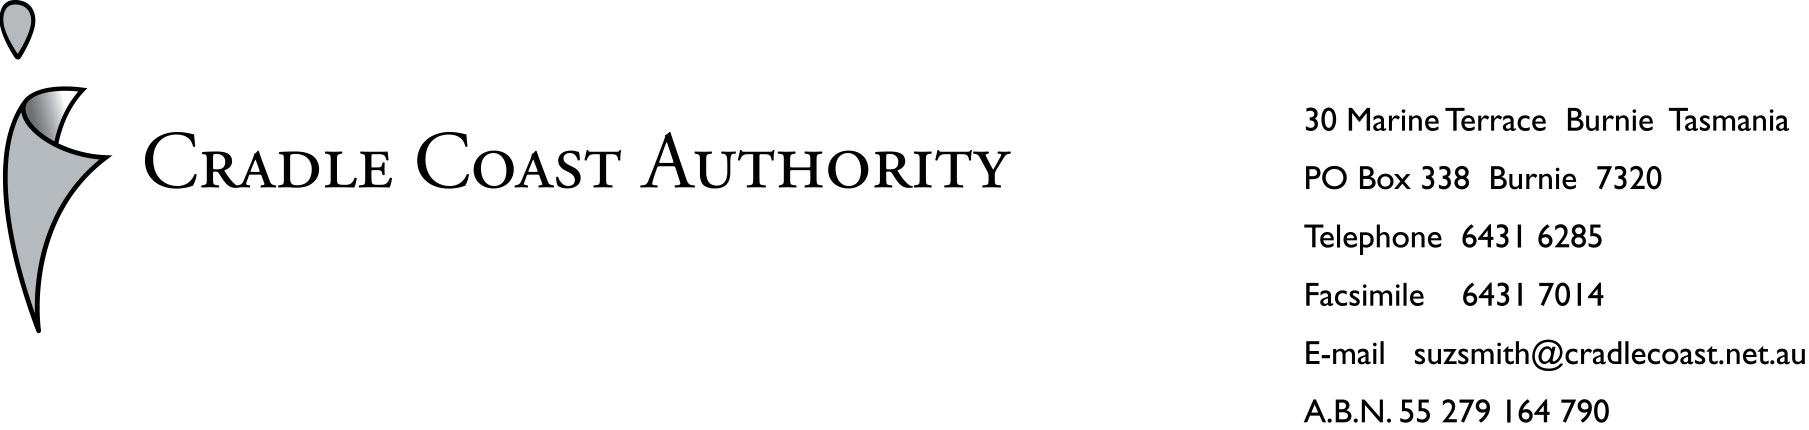 CRADLE COAST AUTHORITY
30 Marine Terrace Burnie Tasmania
PO Box 338 Burnie 7320
Telephone 6431 6285
Facsimile 6431 7014
E-mail suzsmith@cradlecoast.net.au
A.B.N. 55 279 164 790